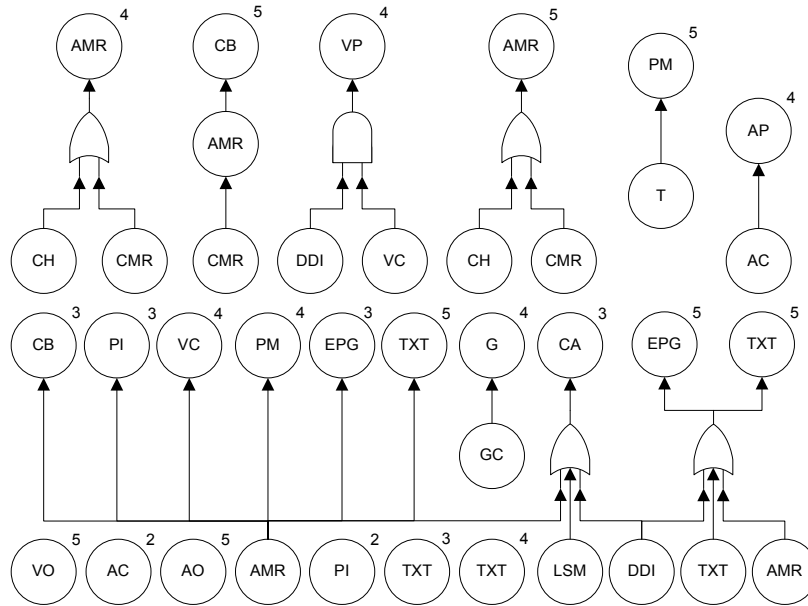 4 5 4 5 5
AMR CB VP AMR PM
4
AMR AP
T
CH CMR CMR DDI VC CH CMR AC
3 3 4 4 3 5 4 3 5 5
CB PI VC PM EPG TXT G CA EPG TXT
GC
5 2 5 2 3 4
VO AC AO AMR PI TXT TXT LSM DDI TXT AMR